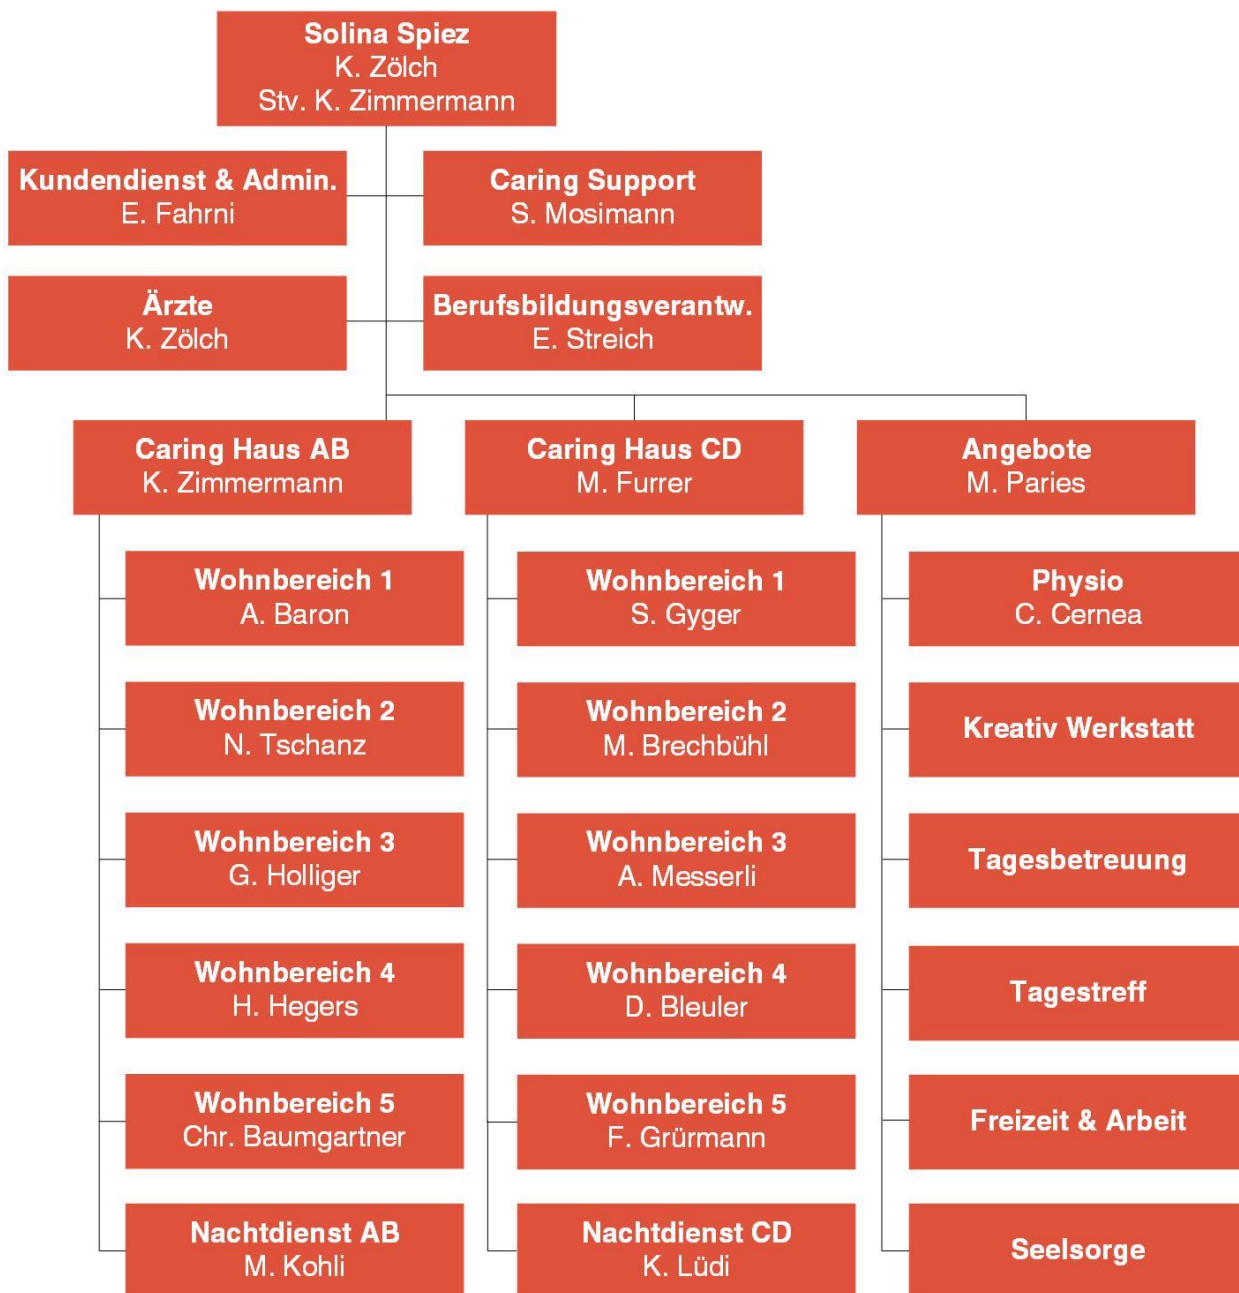 Solina Spiez
K. Zölch
Stv. K. Zimmermann
Kundendienst & Admin.
E. Fahrni
Caring Support
S. Mosimann
Ärzte
K. Zölch
Berufsbildungsverantw.
E. Streich
Caring Haus AB
K. Zimmermann
Wohnbereich 1
A. Baron
Wohnbereich 2
N. Tschanz
Wohnbereich 3
G. Holliger
Wohnbereich 4
H. Hegers
Wohnbereich 5
Chr. Baumgartner
Nachtdienst AB
M. Kohli
Caring Haus CD
M. Furrer
Wohnbereich 1
S. Gyger
Wohnbereich 2
M. Brechbühl
Wohnbereich 3
A. Messerli
Wohnbereich 4
D. Bleuler
Wohnbereich 5
F. Grürmann
Nachtdienst CD
K. Lüdi
Angebote
M. Paries
Physio
C. Cernea
Kreativ Werkstatt
Tagesbetreuung
Tagestreff
Freizeit & Arbeit
Seelsorge